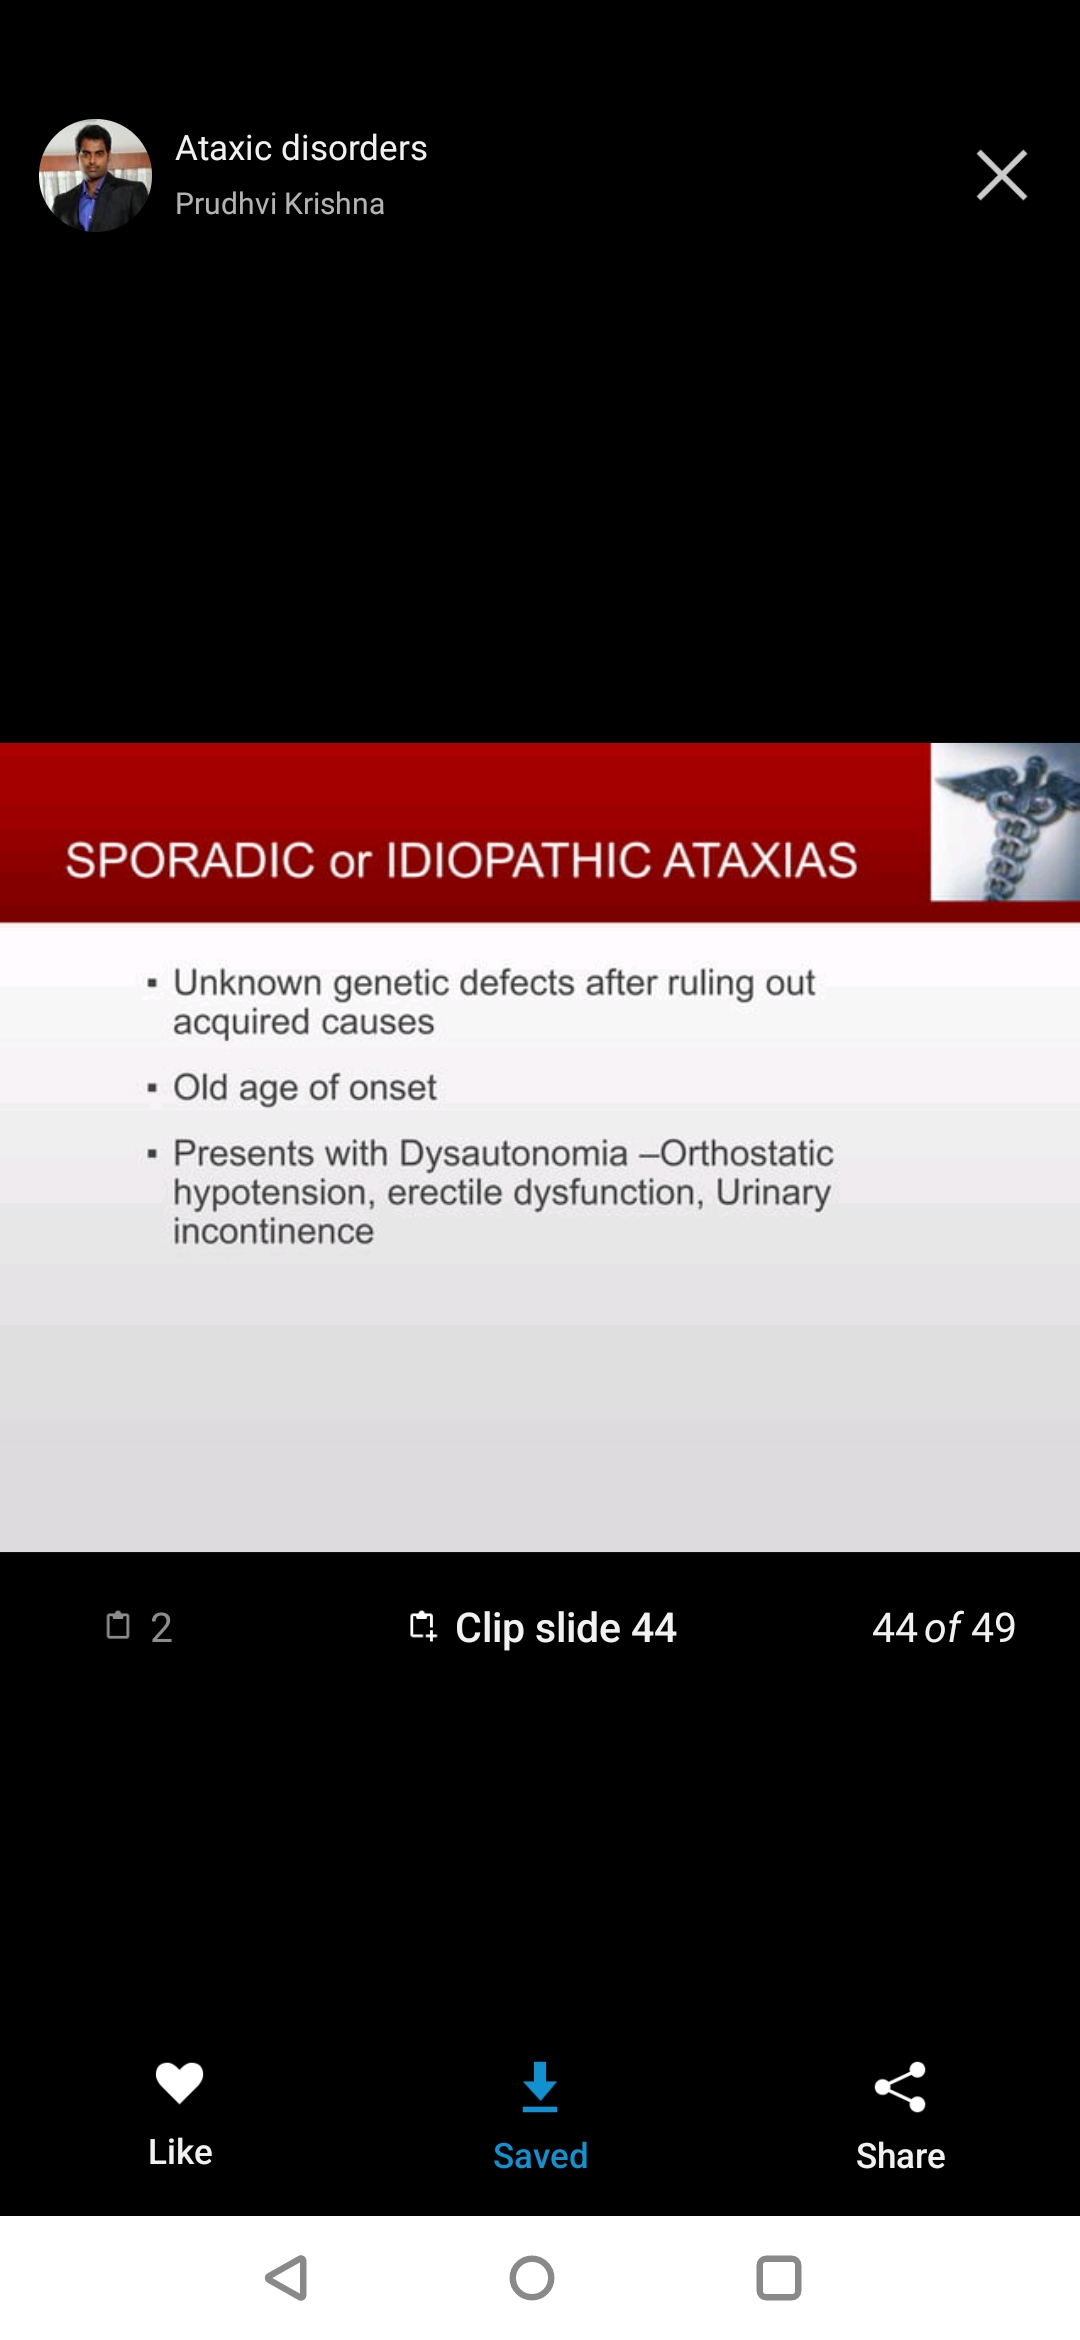 Ataxic disorders
Prudhvi Krishna
SPORADIC or IDIOPATHIC ATAXIAS
▪ Unknown genetic defects after ruling out
acquired causes
▪ Old age of onset
▪ Presents with Dysautonomia –Orthostatic
hypotension, erectile dysfunction, Urinary
incontinence
2
Clip slide 44
44 of 49
Like
Saved
Share